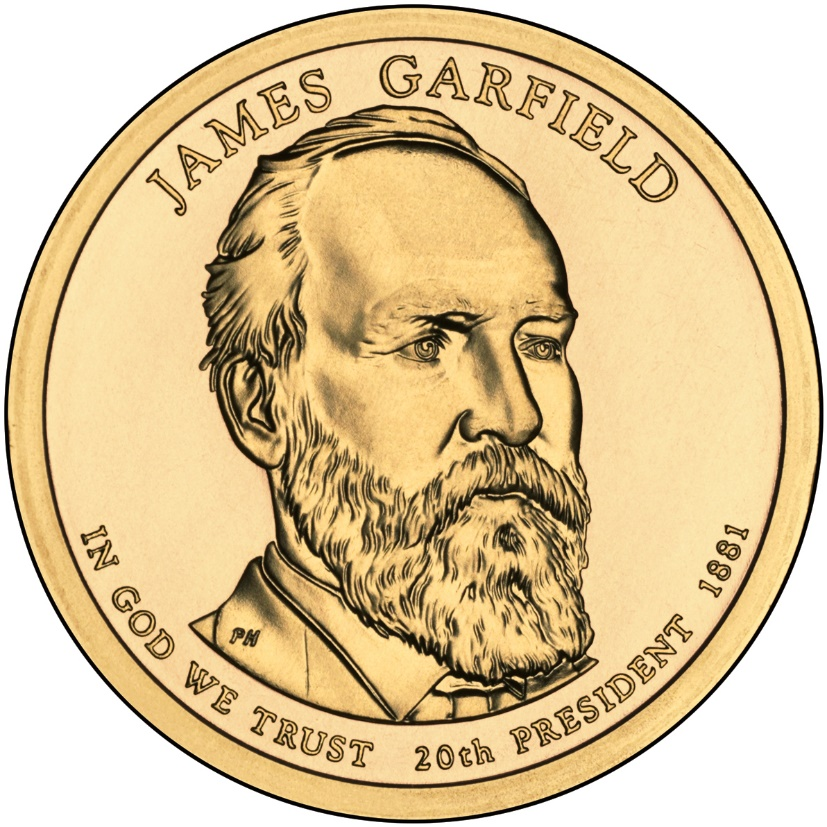 JAMES GARFIELD
PH
IN GOD WE TRUST
20th PRESIDENT 1881